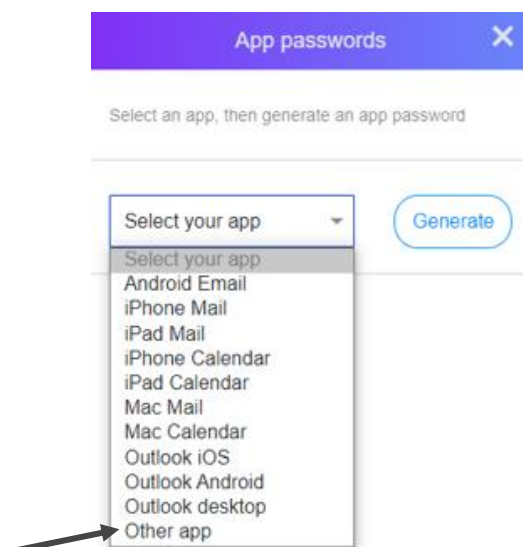 App passwords
Select an app, then generate an app password
Select your app
Generate
Select your app
Android Email
iPhone Mail
iPad Mail
iPhone Calendar
iPad Calendar
Mac Mail
Mac Calendar
Outlook iOS
Outlook Android
Outlook desktop
Other app